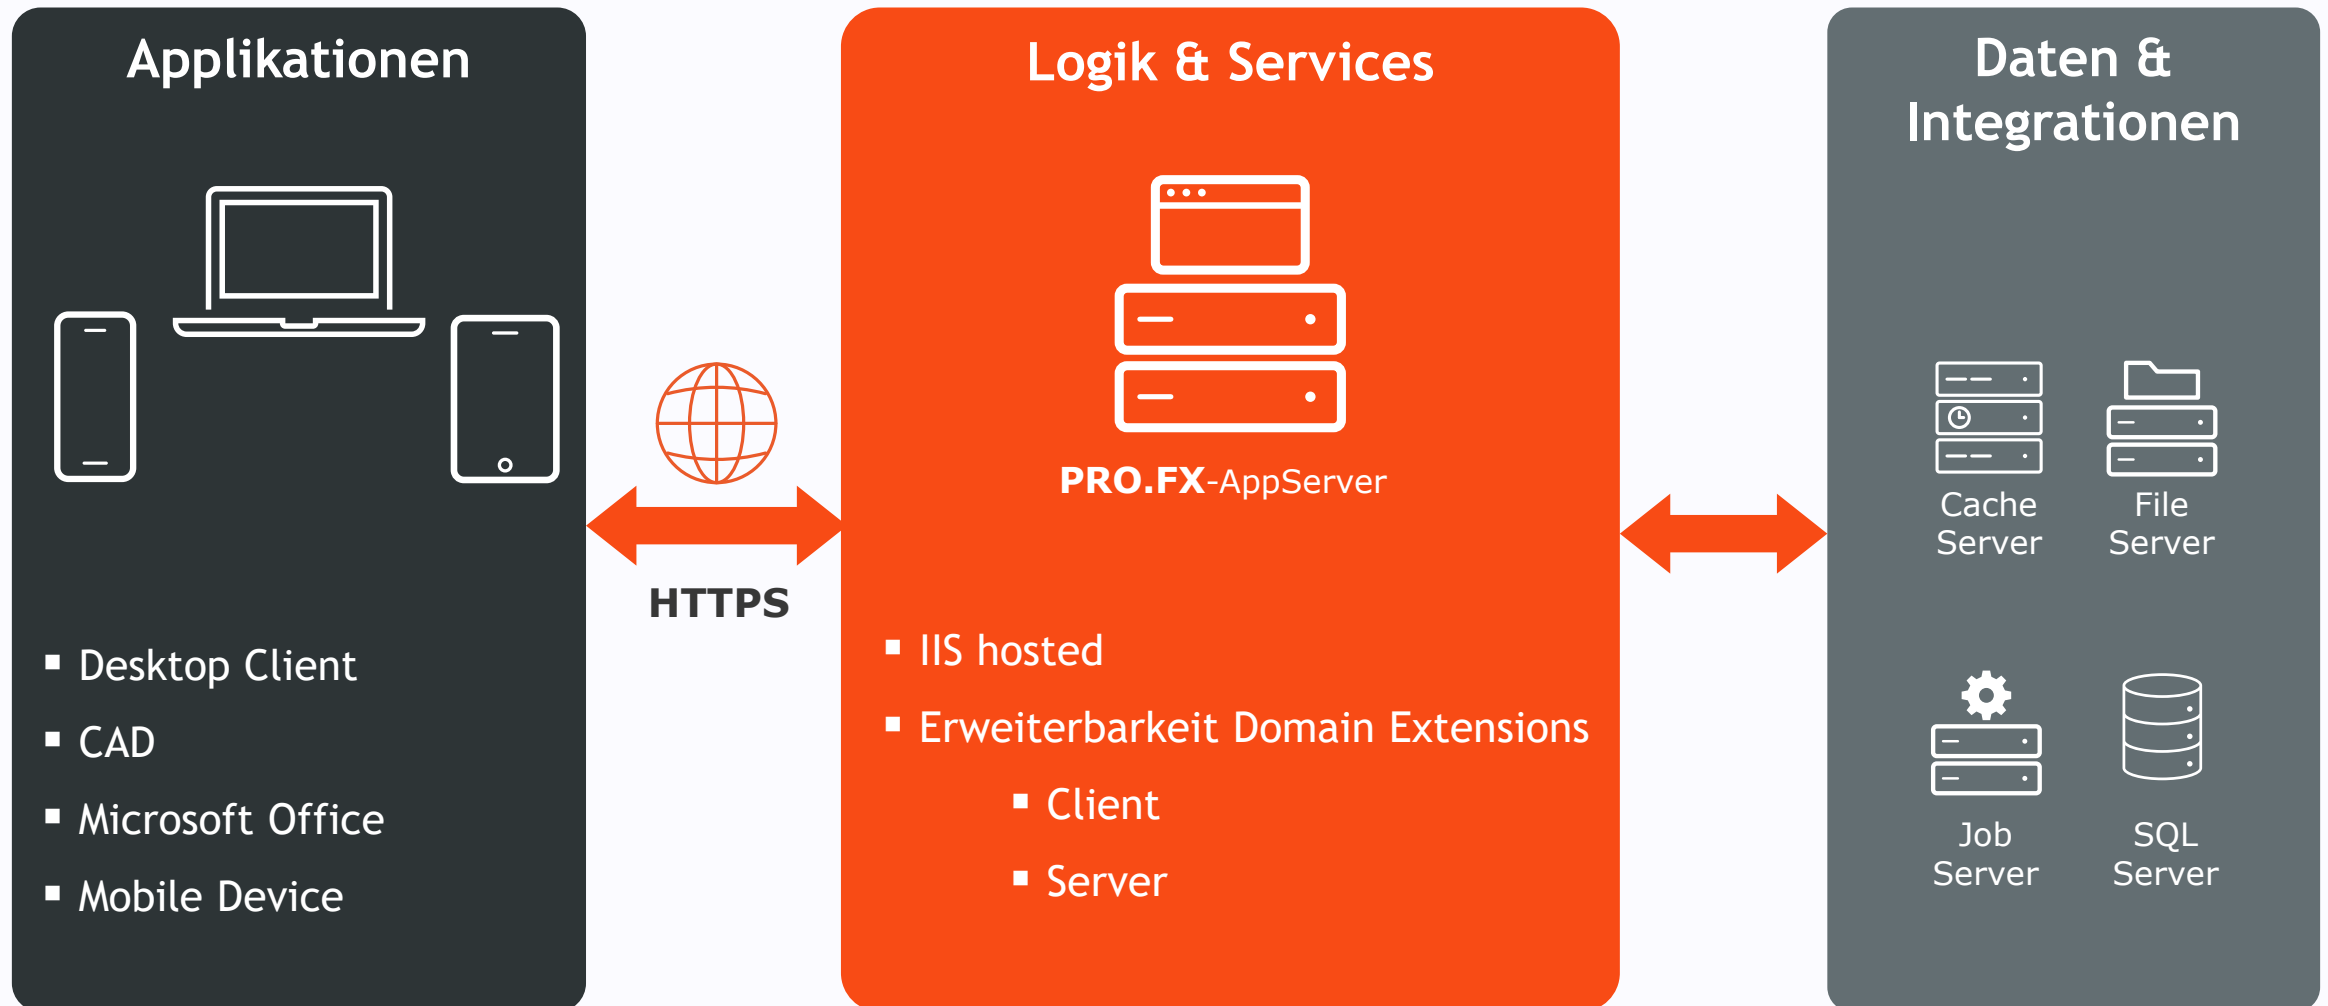 Applikationen
Desktop Client
CAD
Microsoft Office
Mobile Device
HTTPS
Logik & Services
PRO.FX-AppServer
IIS hosted
Erweiterbarkeit Domain Extensions
Client
Server
Daten &
Integrationen
Cache
Server
File
Server
Job
Server
SQL
Server